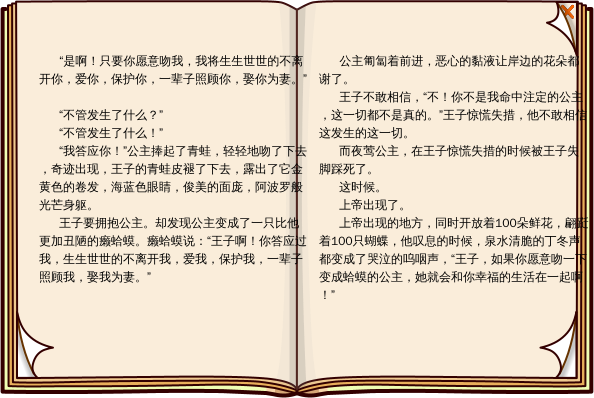 “是啊！只要你愿意吻我，我将生生世世的不离
开你，爱你，保护你，一辈子照顾你，娶你为妻。”
“不管发生了什么？”
“不管发生了什么！”
“我答应你！”公主捧起了青蛙，轻轻地吻了下去
，奇迹出现，王子的青蛙皮褪了下去，露出了它金
黄色的卷发，海蓝色眼睛，俊美的面庞，阿波罗般
光芒身躯。
王子要拥抱公主。却发现公主变成了一只比他
更加丑陋的癞蛤蟆。癞蛤蟆说：“王子啊！你答应过
我，生生世世的不离开我，爱我，保护我，一辈子
照顾我，娶我为妻。”
公主匍匐着前进，恶心的黏液让岸边的花朵都
谢了。
王子不敢相信，“不！你不是我命中注定的公主
，这一切都不是真的。”王子惊慌失措，他不敢相信
这发生的这一切。
而夜莺公主，在王子惊慌失措的时候被王子失
脚踩死了。
这时候。
上帝出现了。
上帝出现的地方，同时开放着100朵鲜花，翩跹
着100只蝴蝶，他叹息的时候，泉水清脆的丁冬声
都变成了哭泣的呜咽声，“王子，如果你愿意吻一下
变成蛤蟆的公主，她就会和你幸福的生活在一起啊
！”